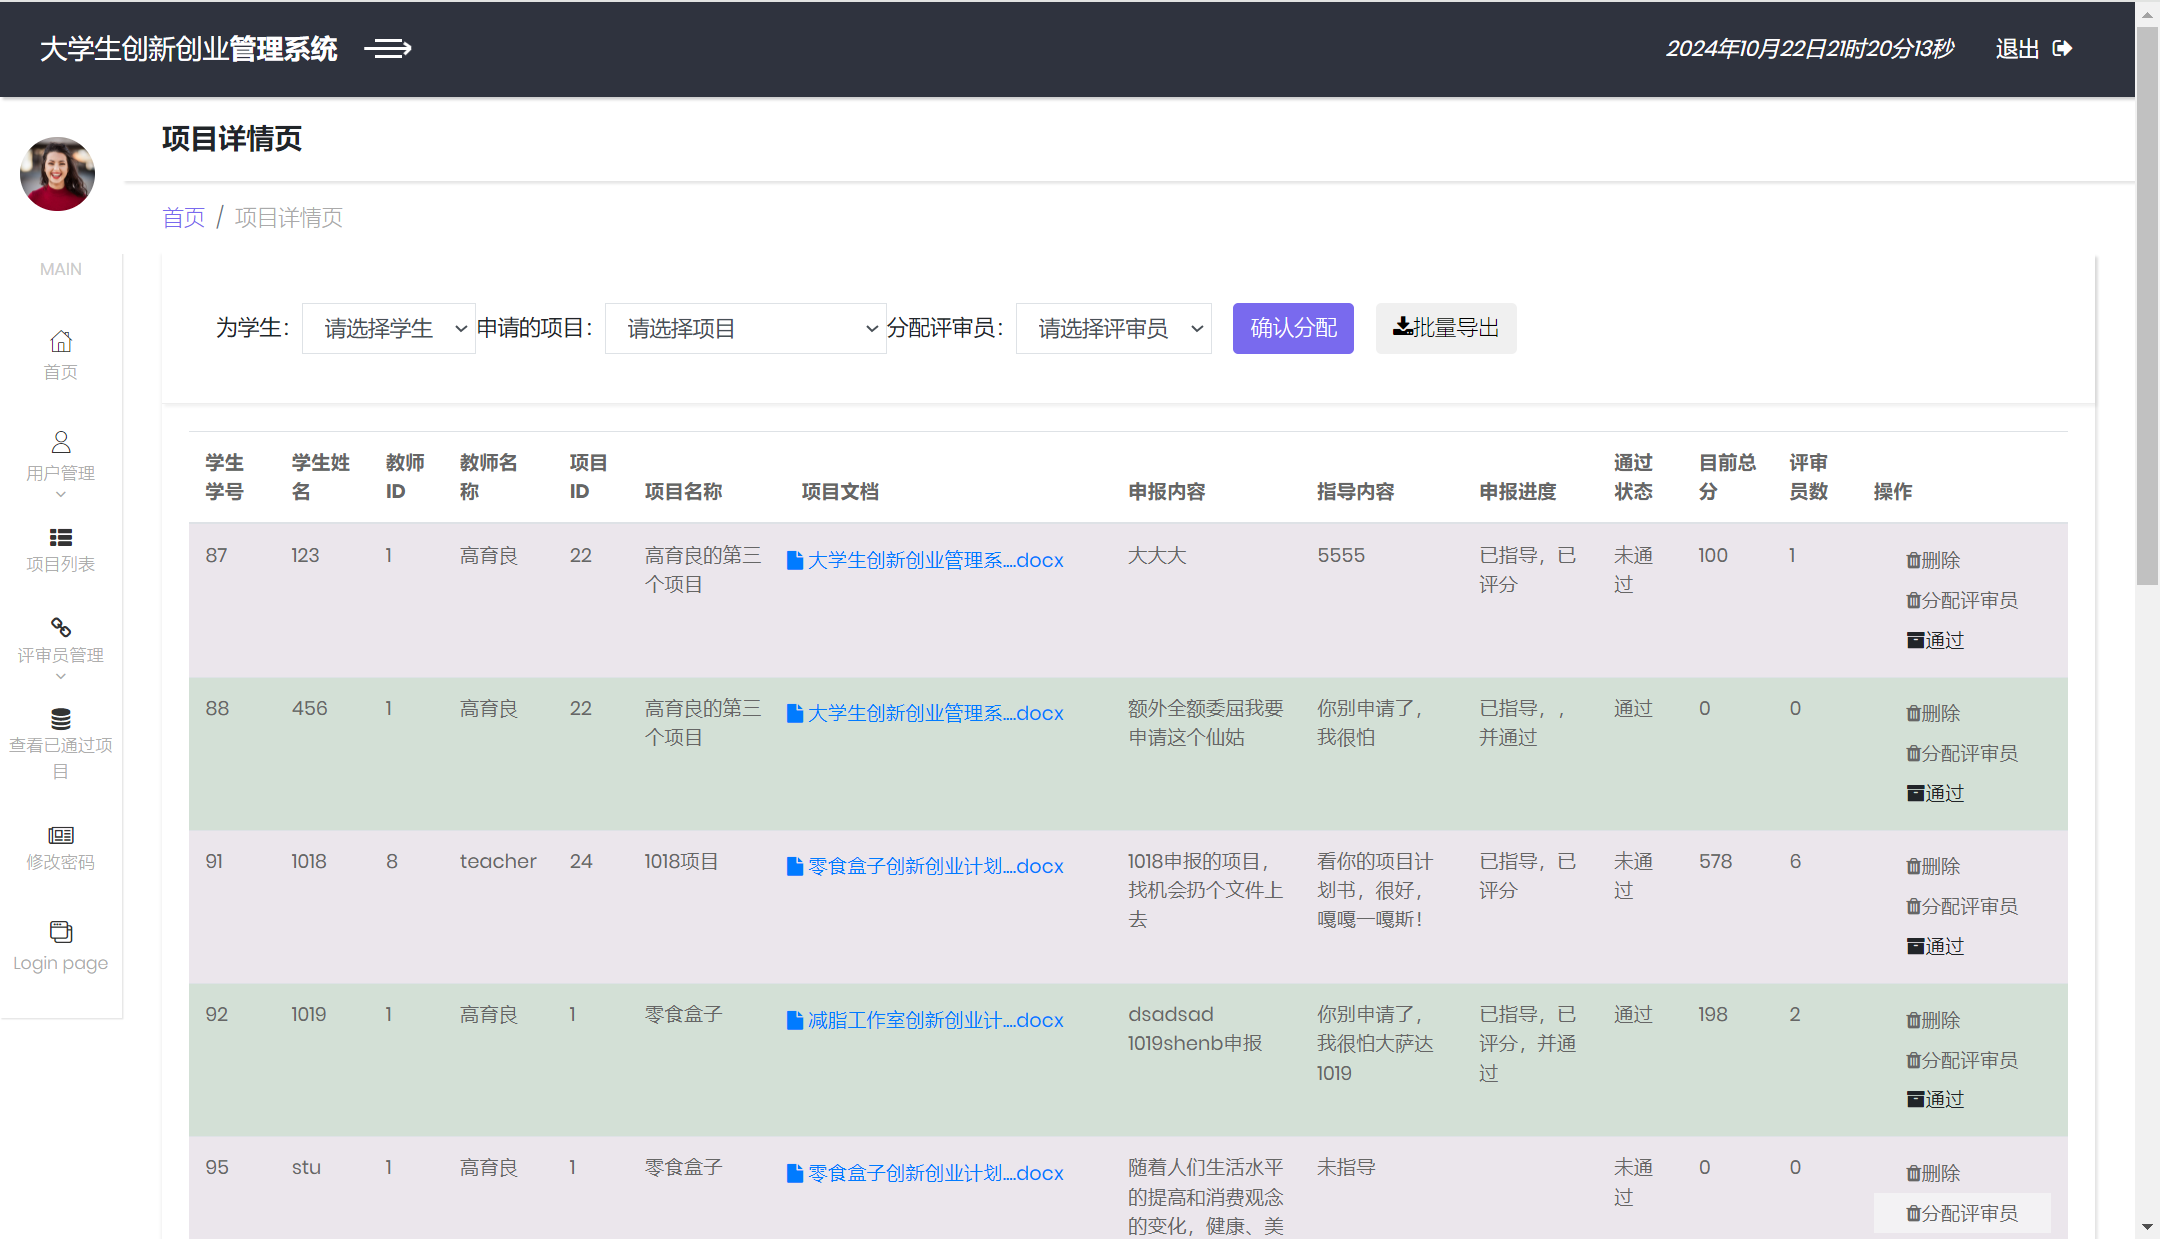 大学生创新创业管理系统
2024年10月22日21时20分13秒
退出
项目详情页
首页 / 项目详情页
MAIN
首页
用户管理
项目列表
评审员管理
查看已通过项
目
修改密码
Login page
为学生： 请选择学生 申请的项目： 请选择项目 分配评审员： 请选择评审员 确认分配 批量导出
学生 学生姓 教师 教师名 项目 通过 目前总 评审
学号 名 ID 称 ID 项目名称 项目文档 申报内容 指导内容 申报进度 状态 分 员数 操作
87 123 1 高育良 22 高育良的第三 大学生创新创业管理系....docx 大大大 5555 已指导，已 未通 100 1 删除
个项目 评分 过 分配评审员
通过
88 456 1 高育良 22 高育良的第三 大学生创新创业管理系....docx 额外全额委屈我要 你别申请了， 已指导，， 通过 0 0 删除
个项目 申请这个仙姑 我很怕 并通过 分配评审员
通过
91 1018 8 teacher 24 1018项目 零食盒子创新创业计划....docx 1018申报的项目， 看你的项目计 已指导，已 未通 578 6 删除
找机会扔个文件上 划书，很好， 评分 过 分配评审员
去 嘎嘎一嘎斯！ 通过
92 1019 1 高育良 1 零食盒子 减脂工作室创新创业计....docx dsadsad 你别申请了， 已指导，已 通过 198 2 删除
1019shenb申报 我很怕大萨达 评分，并通 分配评审员
1019 过 通过
95 stu 1 高育良 1 零食盒子 零食盒子创新创业计划....docx 随着人们生活水平 未指导 未通 0 0 删除
的提高和消费观念 过 分配评审员
的变化，健康、美